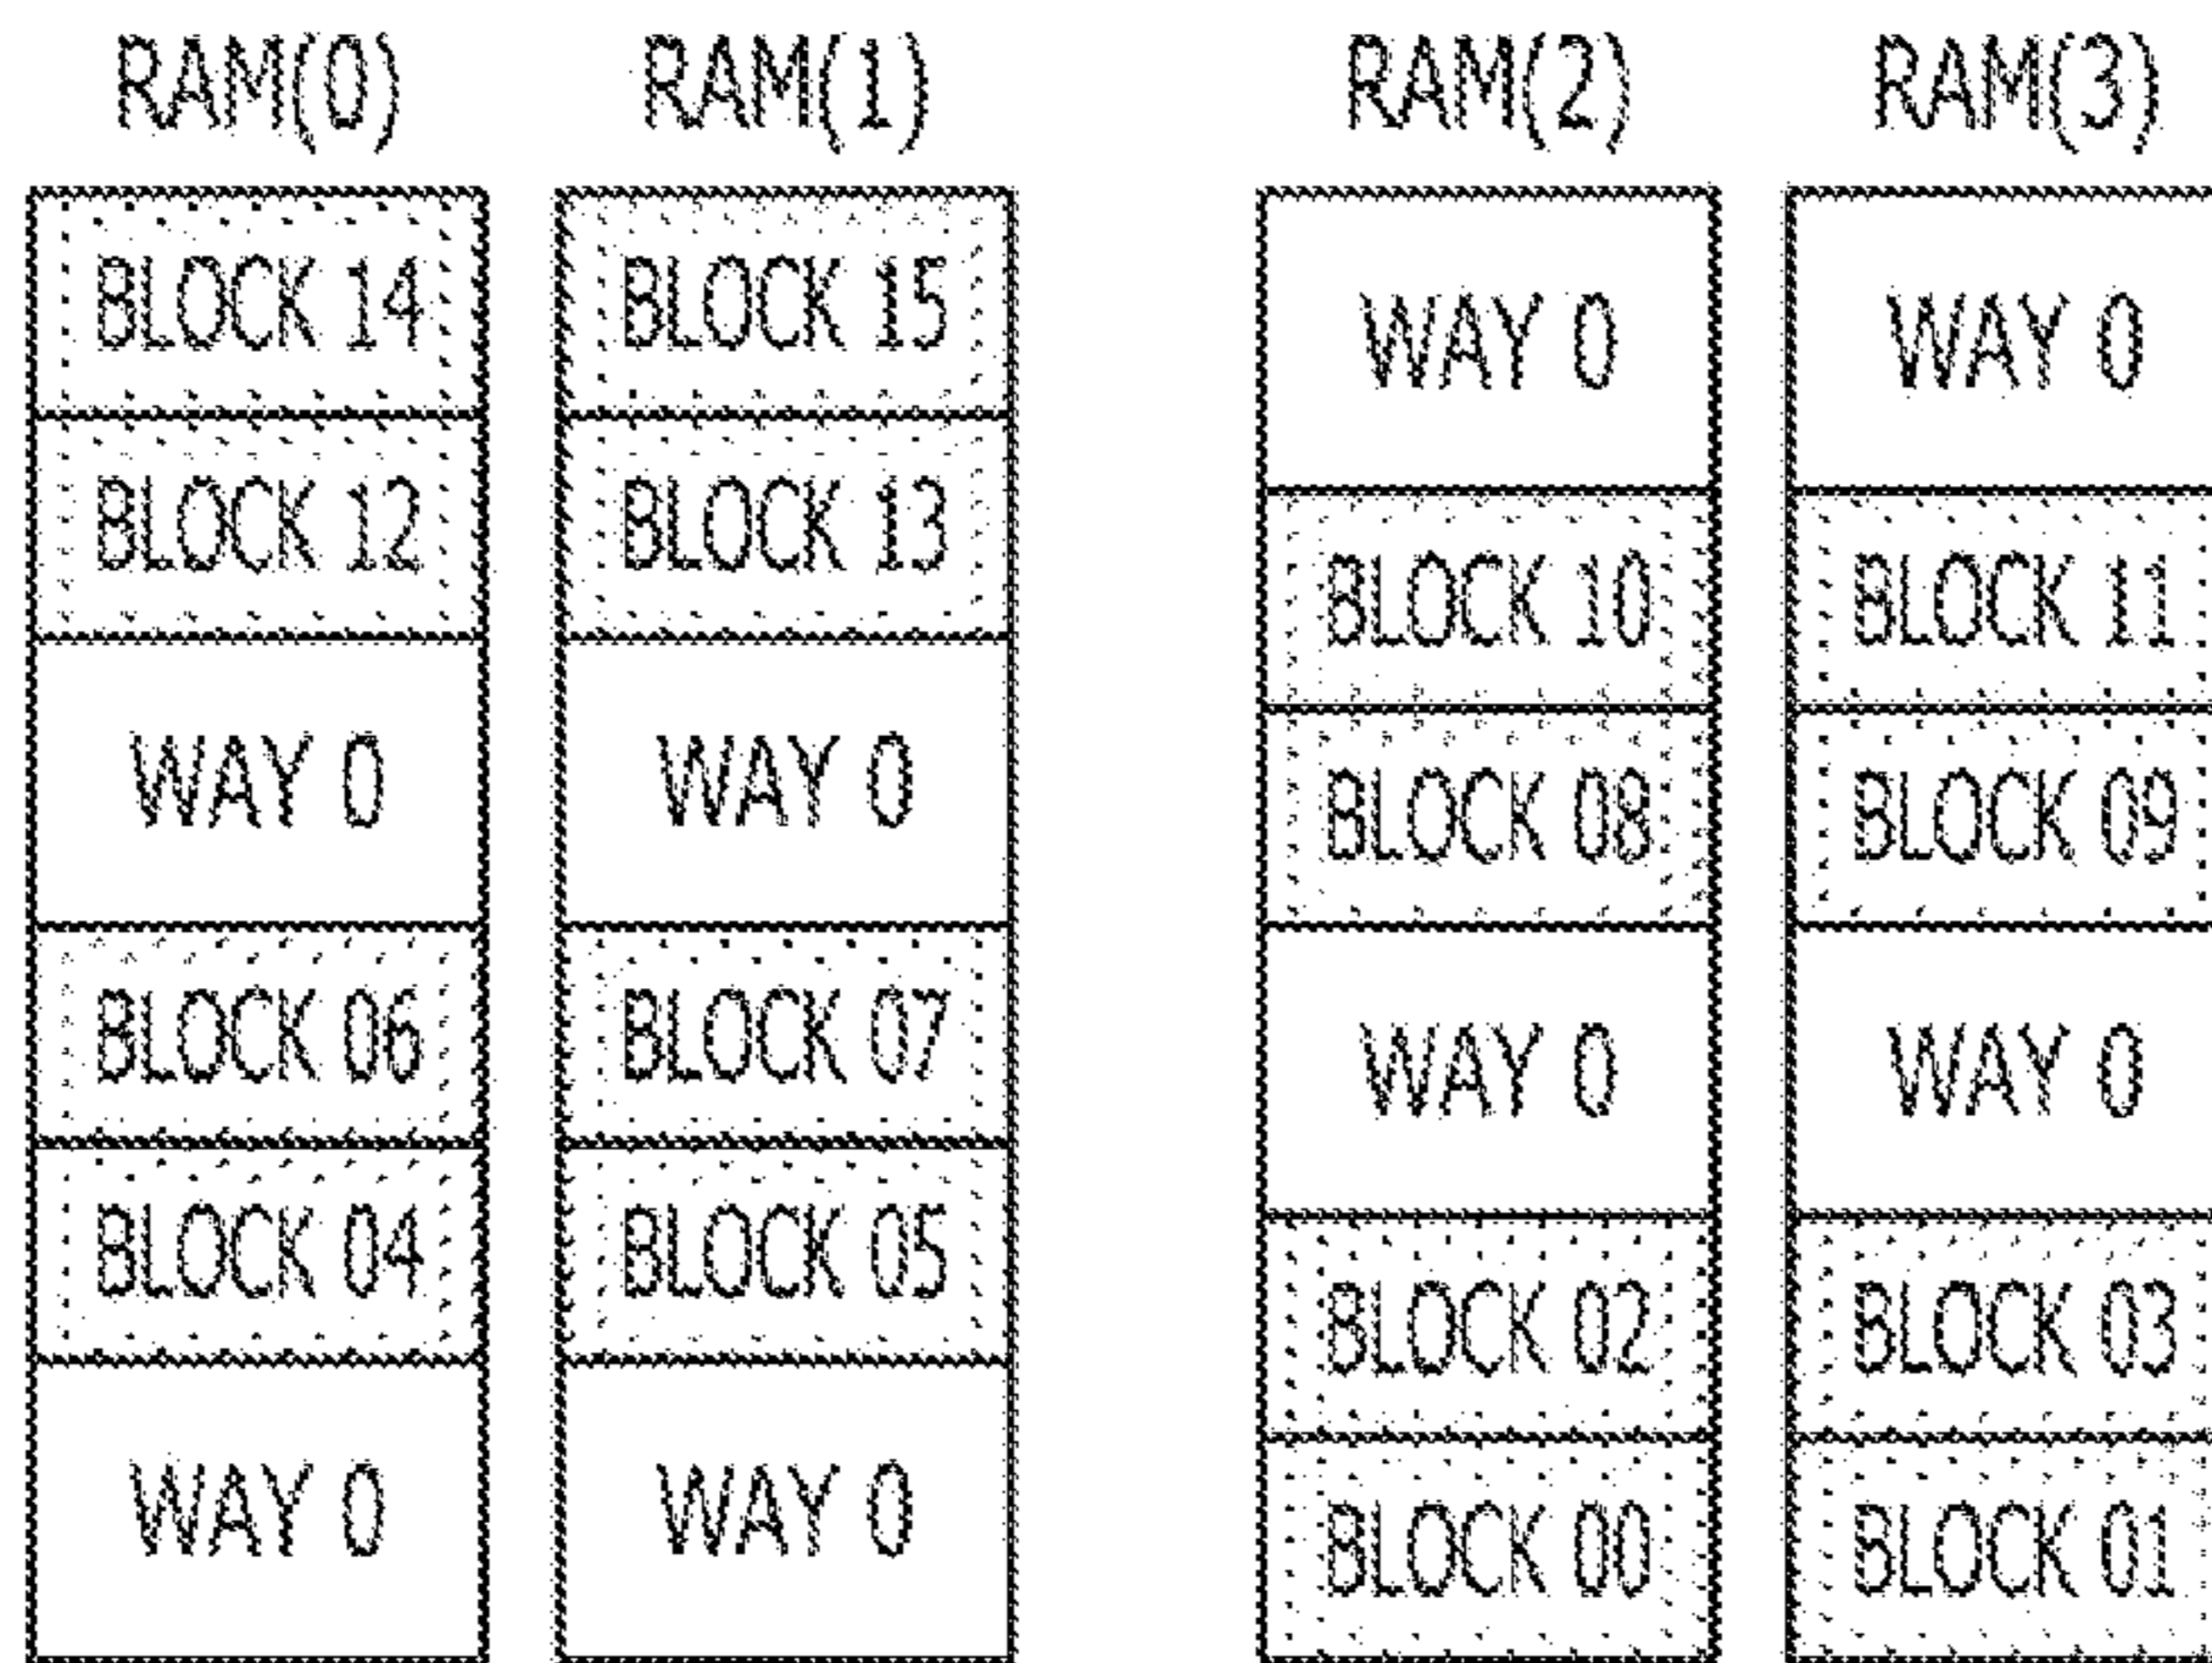 RAM(0) RAM(1) RAM(2) RAM(3)
BLOCK 14 BLOCK 15 WAY 0 WAY 0
BLOCK 12 BLOCK 13 BLOCK 10 BLOCK 11
WAY 0 WAY 0 BLOCK 08 BLOCK 09
BLOCK 06 BLOCK 07 WAY 0 WAY 0
BLOCK 04 BLOCK 05 BLOCK 02 BLOCK 03
WAY 0 WAY 0 BLOCK 00 BLOCK 01